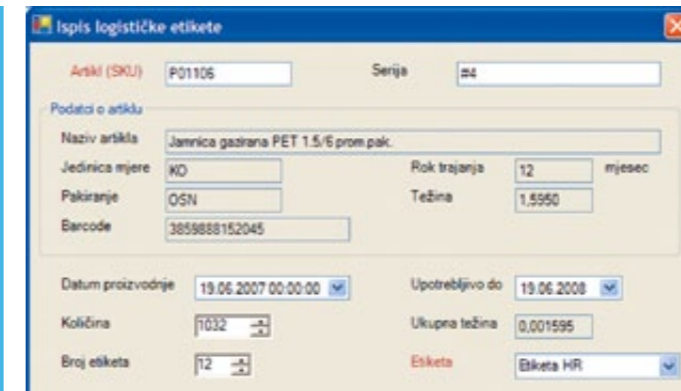 Ispis logističke etikete
Artikl (SKU) P01106 Serija #4
Podatci o artiklu
Naziv artikla Jamnica gazirana PET 1.5/6 prom.pak.
Jedinica mjere KO Rok trajanja 12 mjesec
Pakiranje OSN Težina 1,5950
Barcode 3859888152045
Datum proizvodnje 19.06.2007 00:00:00 Upotrebljivo do 19.06.2008
Količina 1032 Ukupna težina 0,001595
Broj etiketa 12 Etiketa Etiketa HR